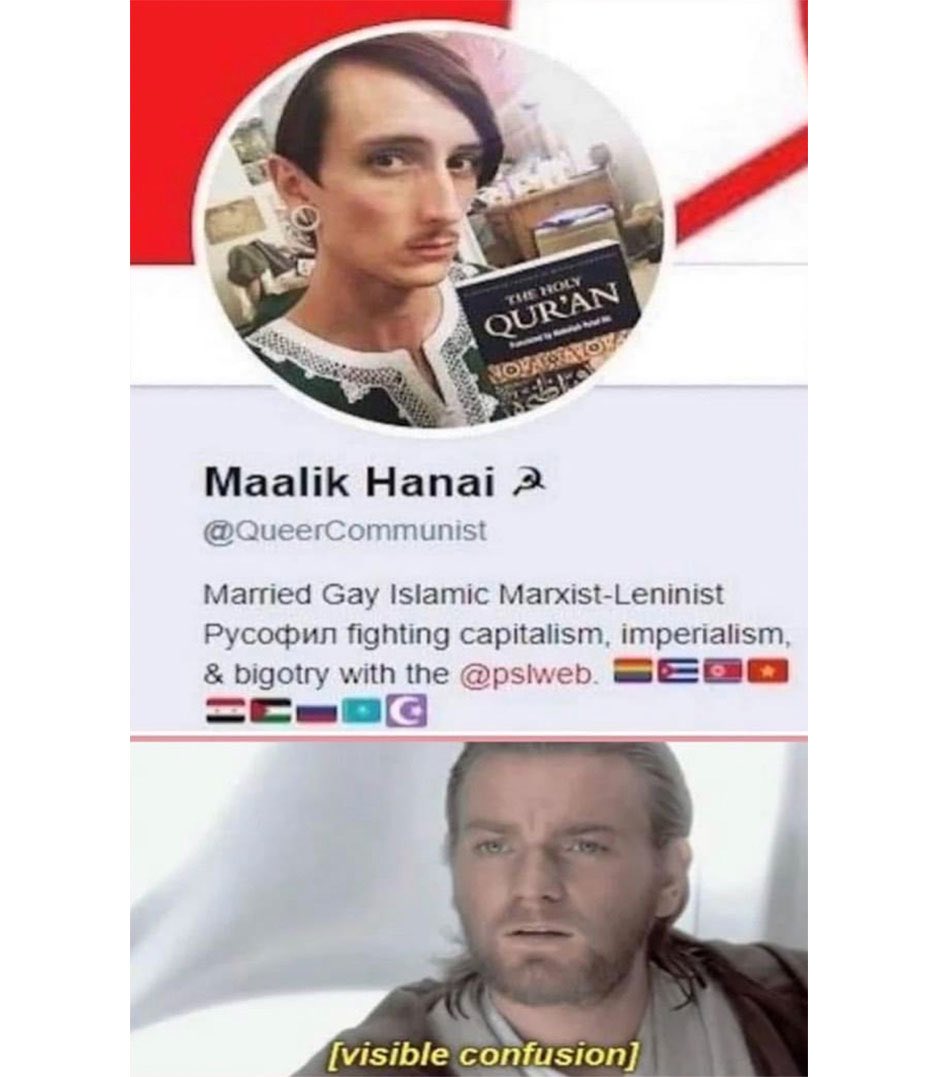 THE HOLY
QUR'AN
Maalik Hanai ☭
@QueerCommunist
Married Gay Islamic Marxist-Leninist
Русофил fighting capitalism, imperialism,
& bigotry with the @pslweb.
[visible confusion]